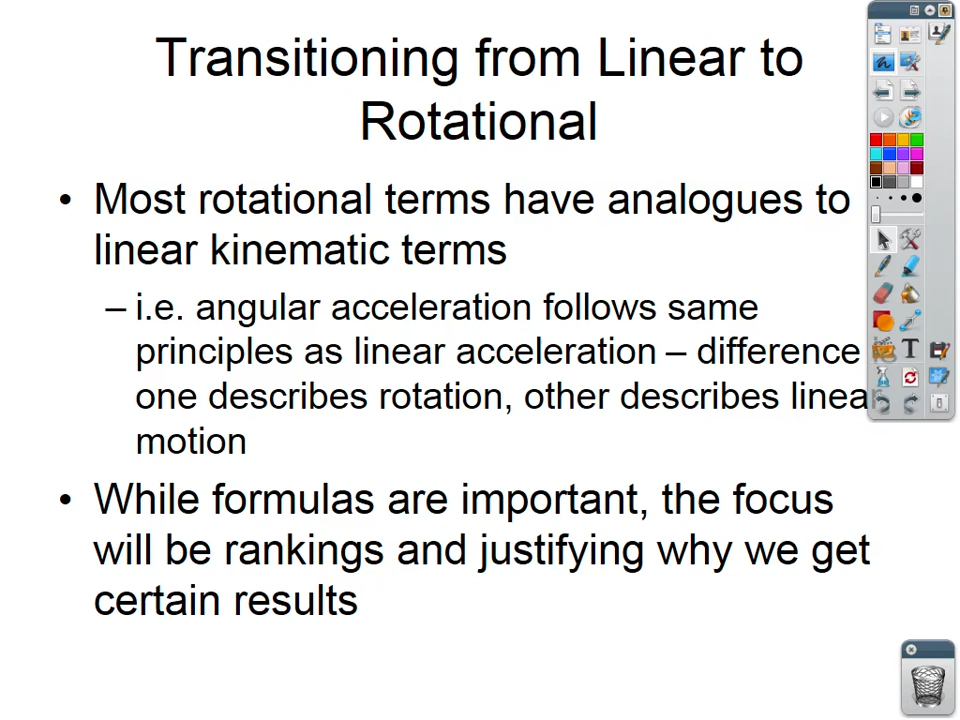 Transitioning from Linear to
Rotational
• Most rotational terms have analogues to
linear kinematic terms
– i.e. angular acceleration follows same
principles as linear acceleration – difference
one describes rotation, other describes linear
motion
• While formulas are important, the focus
will be rankings and justifying why we get
certain results